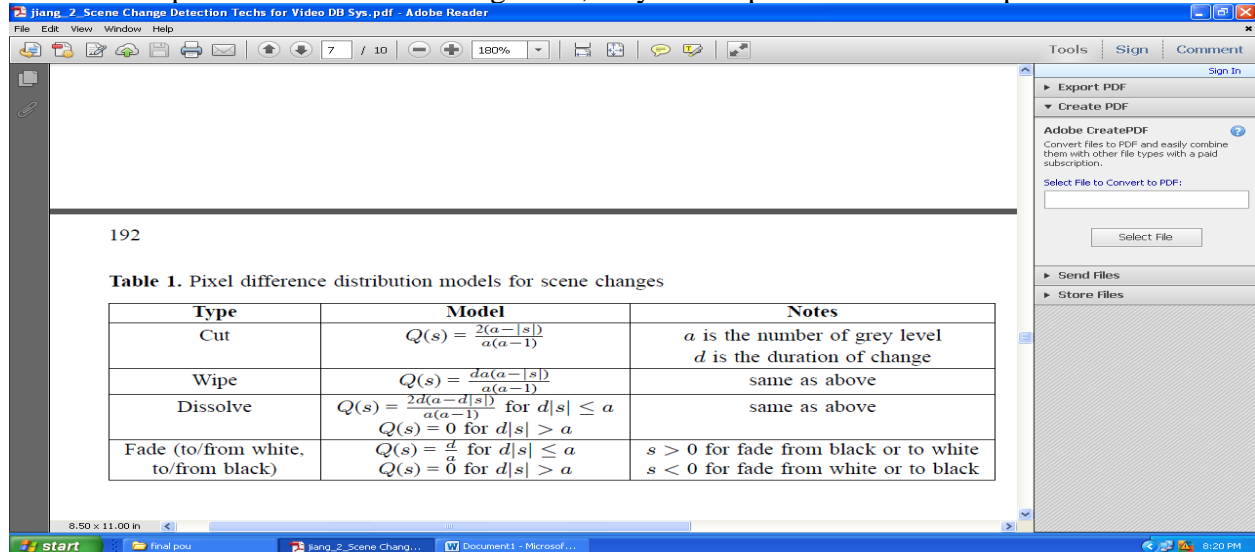 jiang_2_Scene Change Detection Techs for Video DB Sys.pdf - Adobe Reader
File Edit View Window Help
7 / 10 180% Tools Sign Comment
Sign In
Export PDF
Create PDF
Adobe CreatePDF
Convert files to PDF and easily combine
them with other file types with a paid
subscription.
Select File to Convert to PDF:
Select File
Send Files
Store Files
192
Table 1. Pixel difference distribution models for scene changes
Type Model Notes
Cut Q(s) = 2(a−|s|)/a(a−1) a is the number of grey level
d is the duration of change
Wipe Q(s) = da(a−|s|)/a(a−1) same as above
Dissolve Q(s) = 2d(a−d|s|)/a(a−1) for d|s| ≤ a same as above
Q(s) = 0 for d|s| > a
Fade (to/from white, Q(s) = d/a for d|s| ≤ a s > 0 for fade from black or to white
to/from black) Q(s) = 0 for d|s| > a s < 0 for fade from white or to black
8.50 x 11.00 in
start final pou jiang_2_Scene Chang... Document1 - Microsof... 8:20 PM